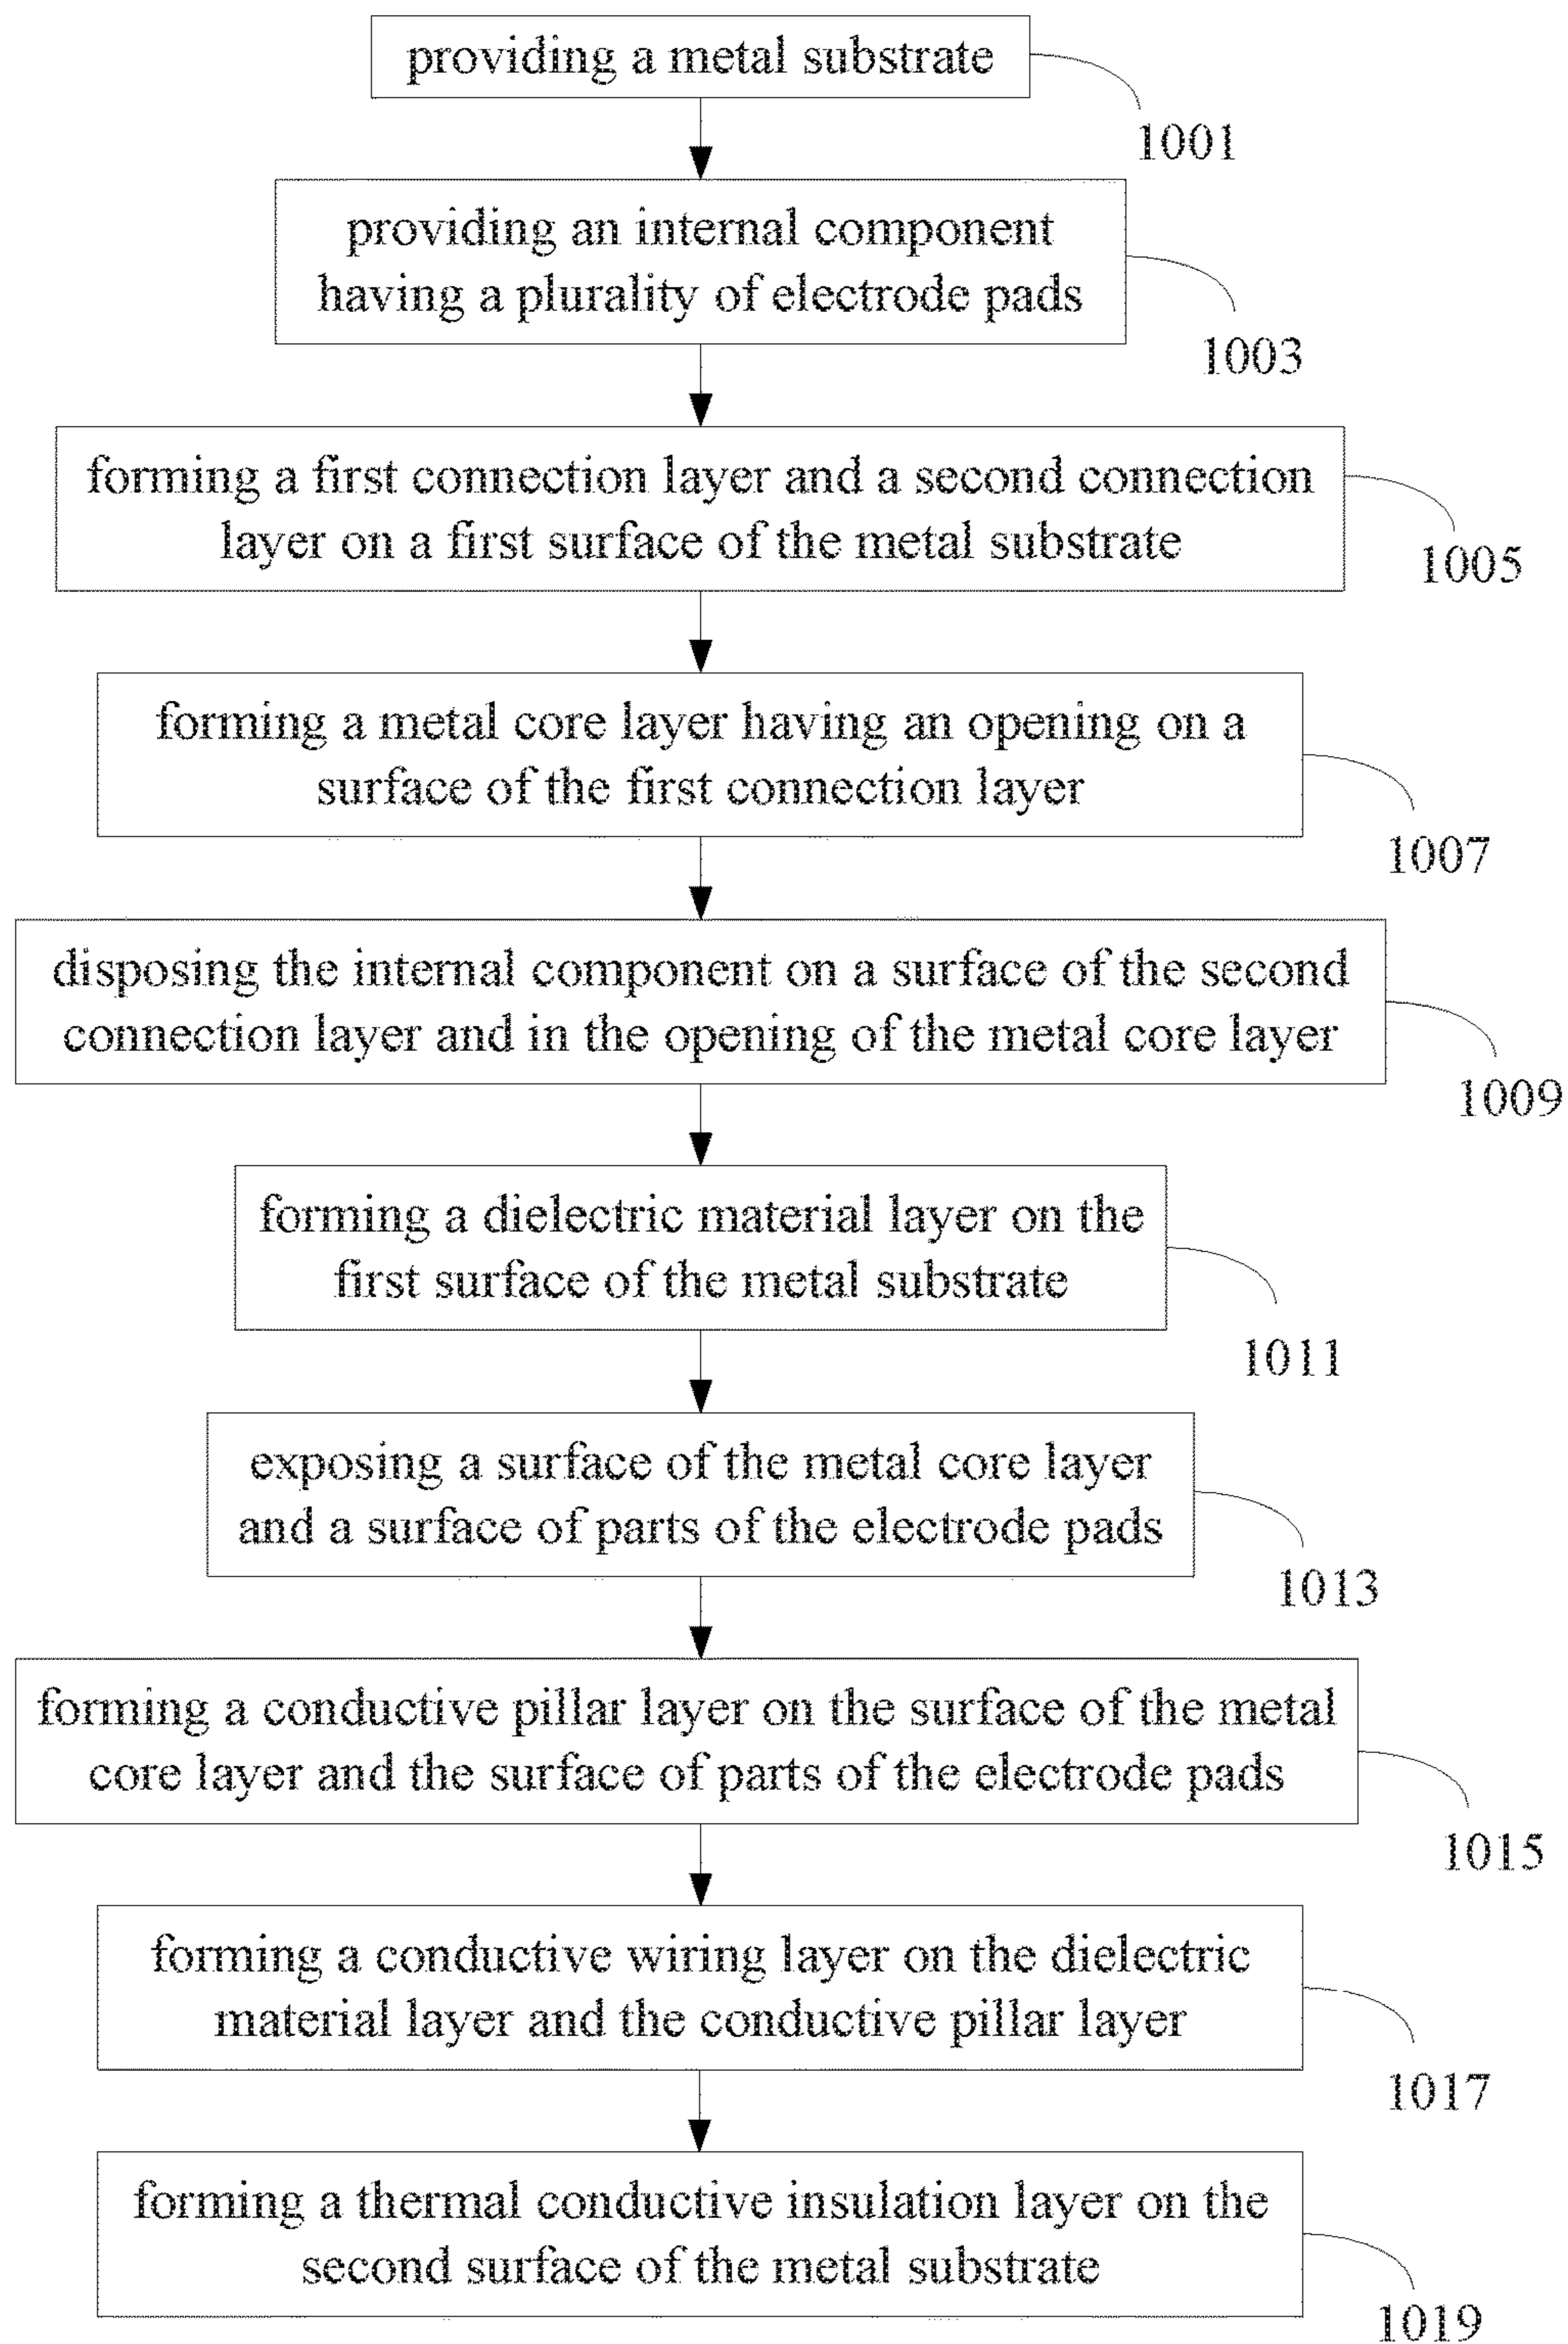 providing a metal substrate
1001
providing an internal component
having a plurality of electrode pads
1003
forming a first connection layer and a second connection
layer on a first surface of the metal substrate
1005
forming a metal core layer having an opening on a
surface of the first connection layer
1007
disposing the internal component on a surface of the second
connection layer and in the opening of the metal core layer
1009
forming a dielectric material layer on the
first surface of the metal substrate
1011
exposing a surface of the metal core layer
and a surface of parts of the electrode pads
1013
forming a conductive pillar layer on the surface of the metal
core layer and the surface of parts of the electrode pads
1015
forming a conductive wiring layer on the dielectric
material layer and the conductive pillar layer
1017
forming a thermal conductive insulation layer on the
second surface of the metal substrate
1019